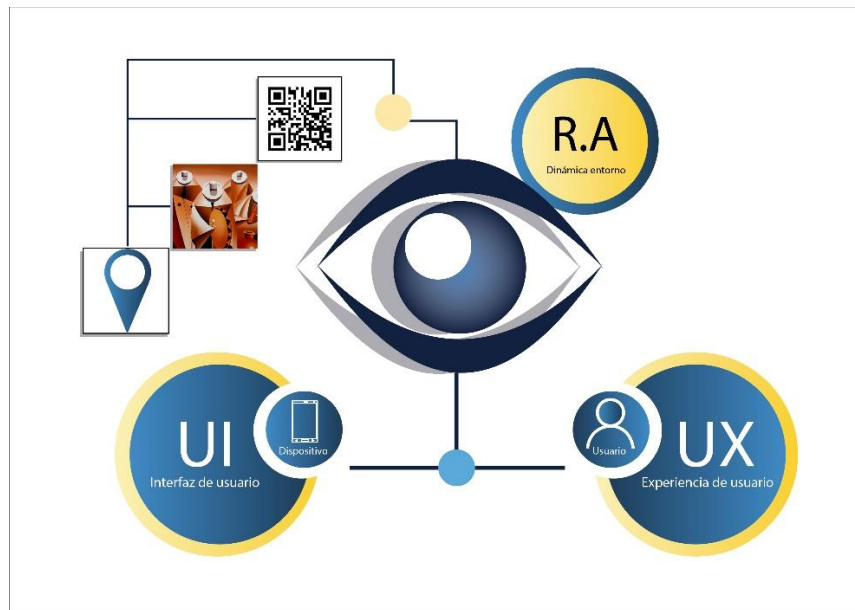 R.A
Dinámica entorno
UI
Interfaz de usuario
Dispositivo
Usuario
UX
Experiencia de usuario